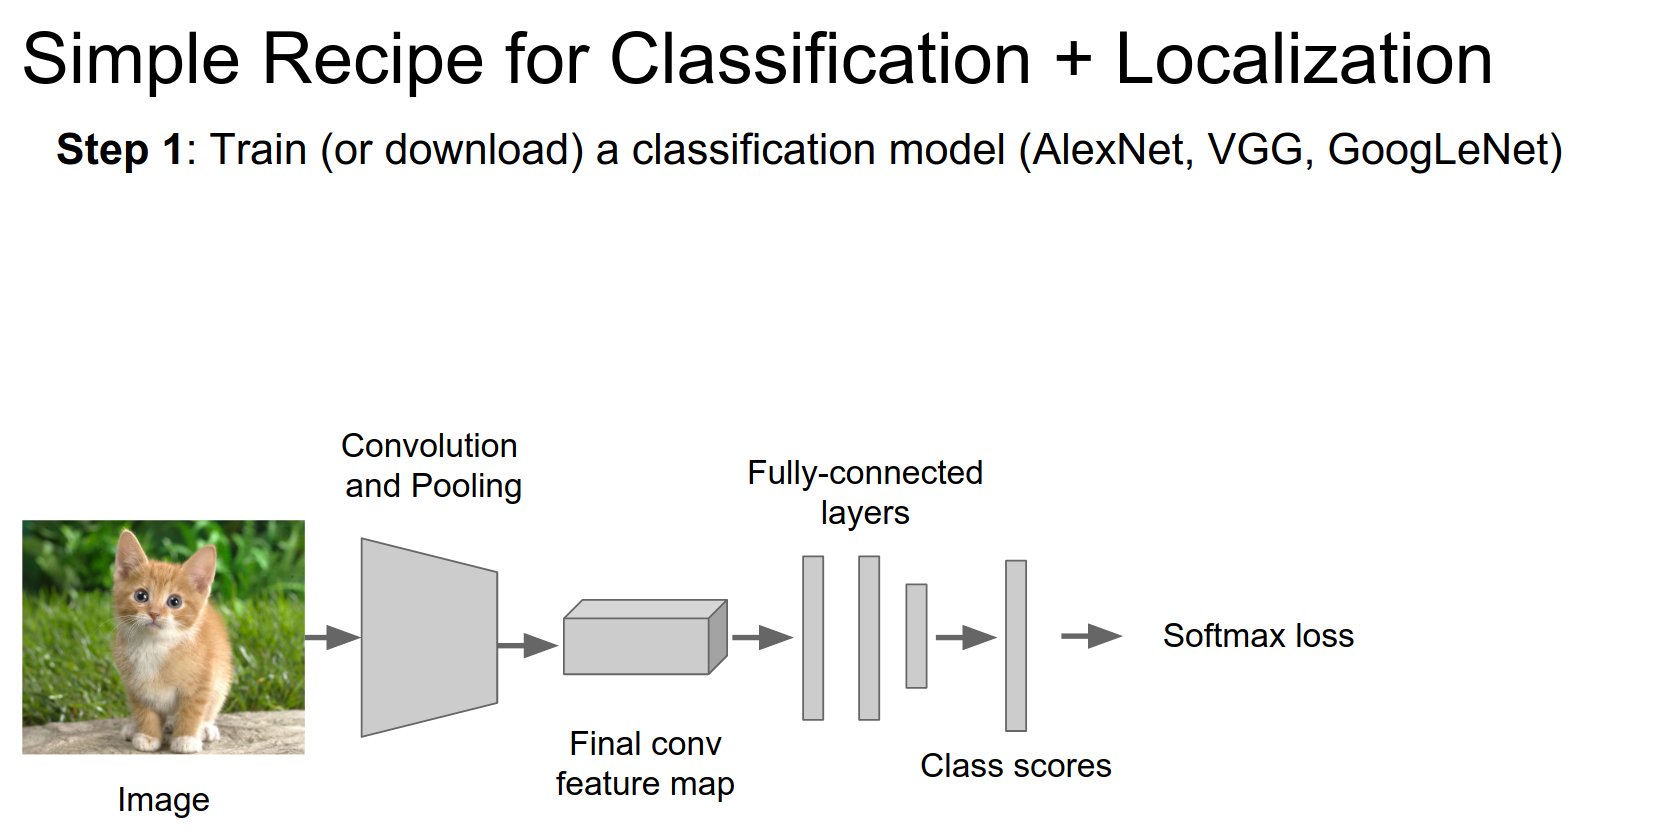 Simple Recipe for Classification + Localization
Step 1: Train (or download) a classification model (AlexNet, VGG, GoogLeNet)
Convolution
and Pooling
Fully-connected
layers
Softmax loss
Final conv
feature map
Class scores
Image